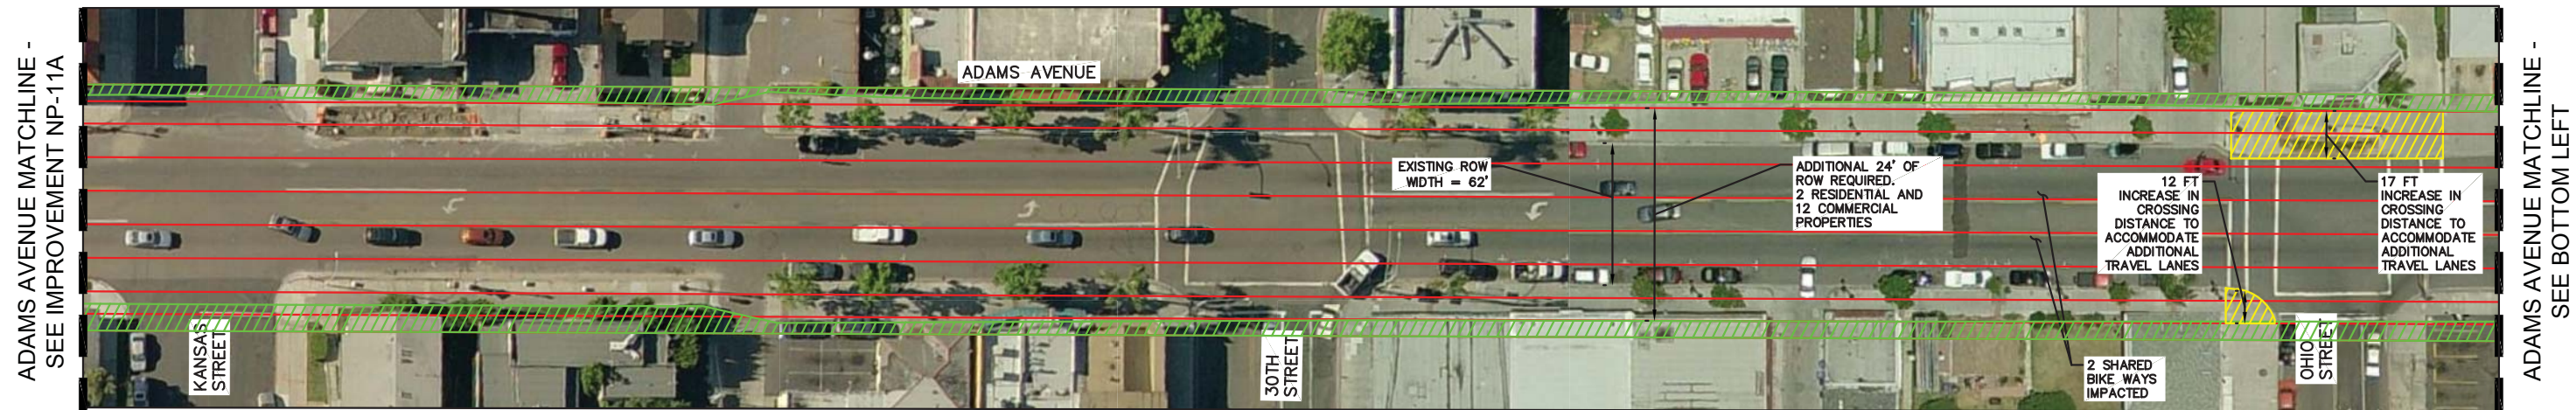 ADAMS AVENUE MATCHLINE -
SEE IMPROVEMENT NP-11A
ADAMS AVENUE
EXISTING ROW
WIDTH = 62'
ADDITIONAL 24' OF
ROW REQUIRED.
2 RESIDENTIAL AND
12 COMMERCIAL
PROPERTIES
12 FT
INCREASE IN
CROSSING
DISTANCE TO
ACCOMMODATE
ADDITIONAL
TRAVEL LANES
17 FT
INCREASE IN
CROSSING
DISTANCE TO
ACCOMMODATE
ADDITIONAL
TRAVEL LANES
KANSAS
STREET
30TH
STREET
2 SHARED
BIKE WAYS
IMPACTED
OHIO
STREET
ADAMS AVENUE MATCHLINE -
SEE BOTTOM LEFT